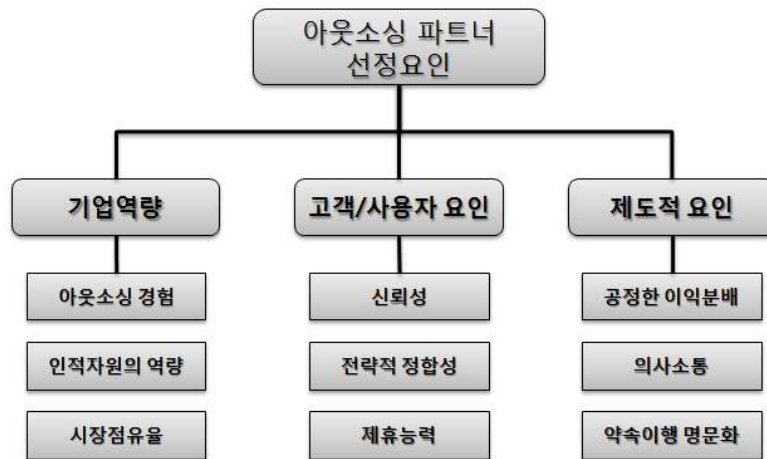 아웃소싱 파트너
선정요인
기업역량
고객/사용자 요인
제도적 요인
아웃소싱 경험
신뢰성
공정한 이익분배
인적자원의 역량
전략적 정합성
의사소통
시장점유율
제휴능력
약속이행 명문화